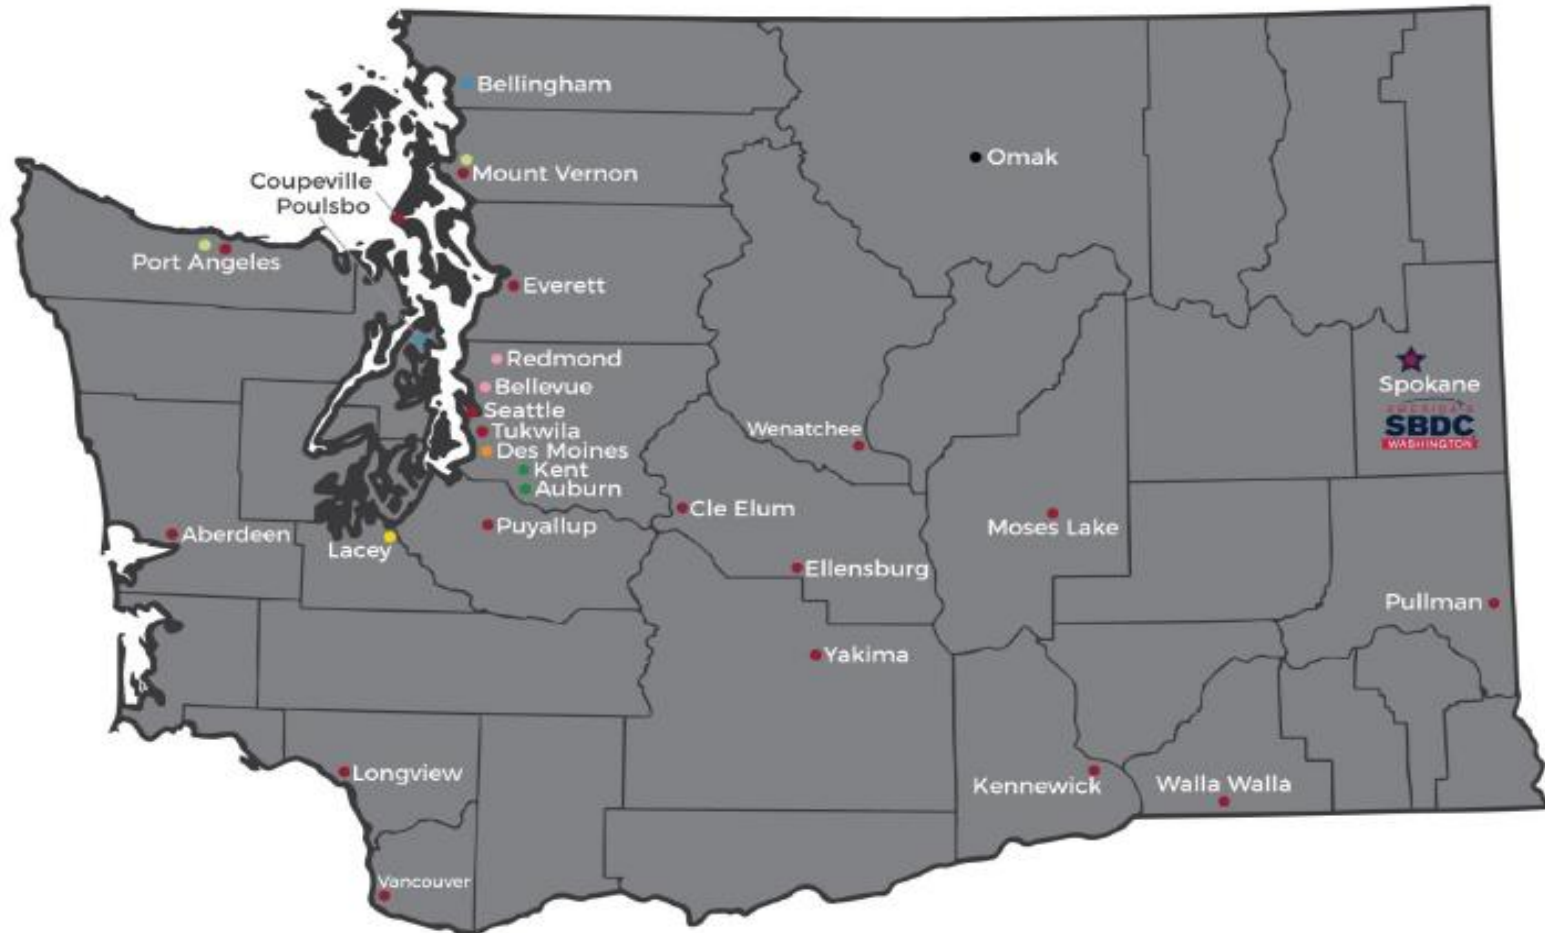 Bellingham
Omak
Mount Vernon
Coupeville
Poulsbo
Port Angeles
Everett
Redmond
Bellevue
Seattle
Tukwila
Des Moines
Kent
Auburn
Wenatchee
Spokane
AMERICA'S
SBDC
WASHINGTON
Cle Elum
Moses Lake
Puyallup
Aberdeen
Lacey
Ellensburg
Pullman
Yakima
Longview
Kennewick
Walla Walla
Vancouver